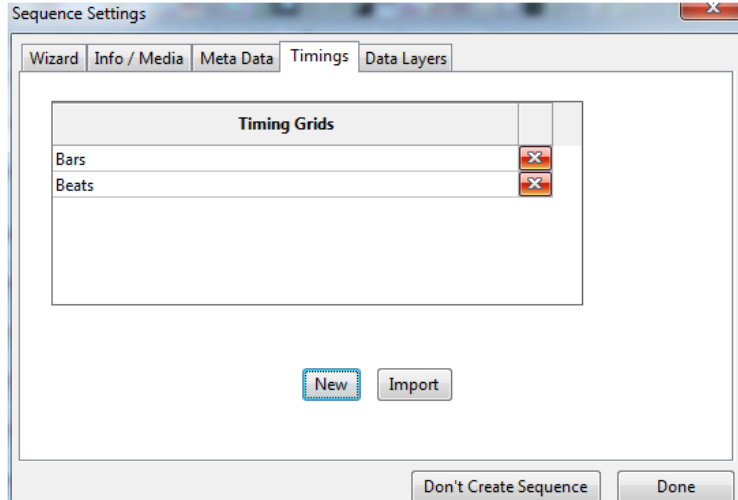 Sequence Settings
Wizard Info / Media Meta Data Timings Data Layers
Timing Grids
Bars
Beats
New Import
Don't Create Sequence Done